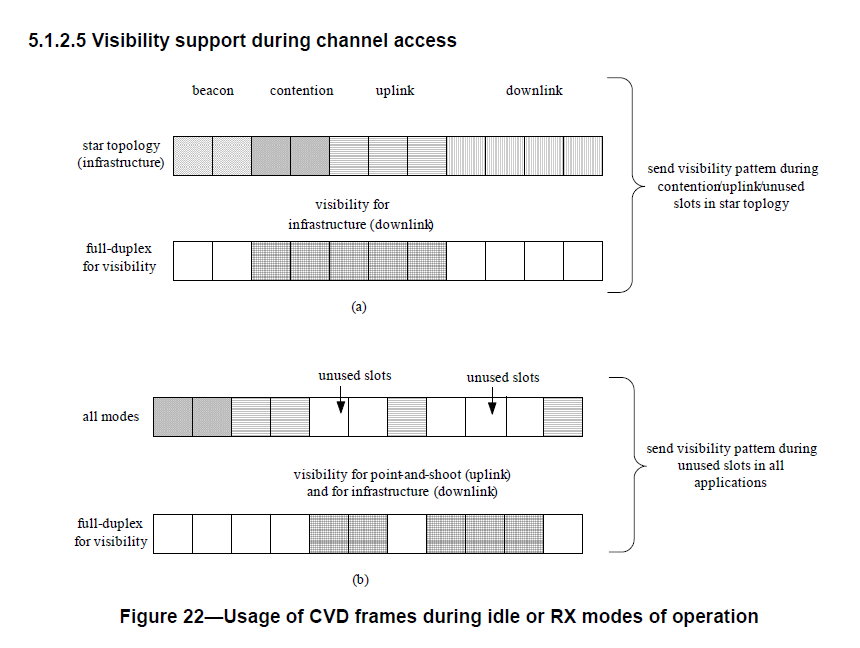 5.1.2.5 Visibility support during channel access
beacon contention uplink downlink
star topology
(infrastructure)
send visibility pattern during
contention/uplink/unused
slots in star toplogy
visibility for
infrastructure (downlink)
full-duplex
for visibility
(a)
unused slots unused slots
all modes
send visibility pattern during
unused slots in all
applications
visibility for point-and-shoot (uplink)
and for infrastructure (downlink)
full-duplex
for visibility
(b)
Figure 22—Usage of CVD frames during idle or RX modes of operation